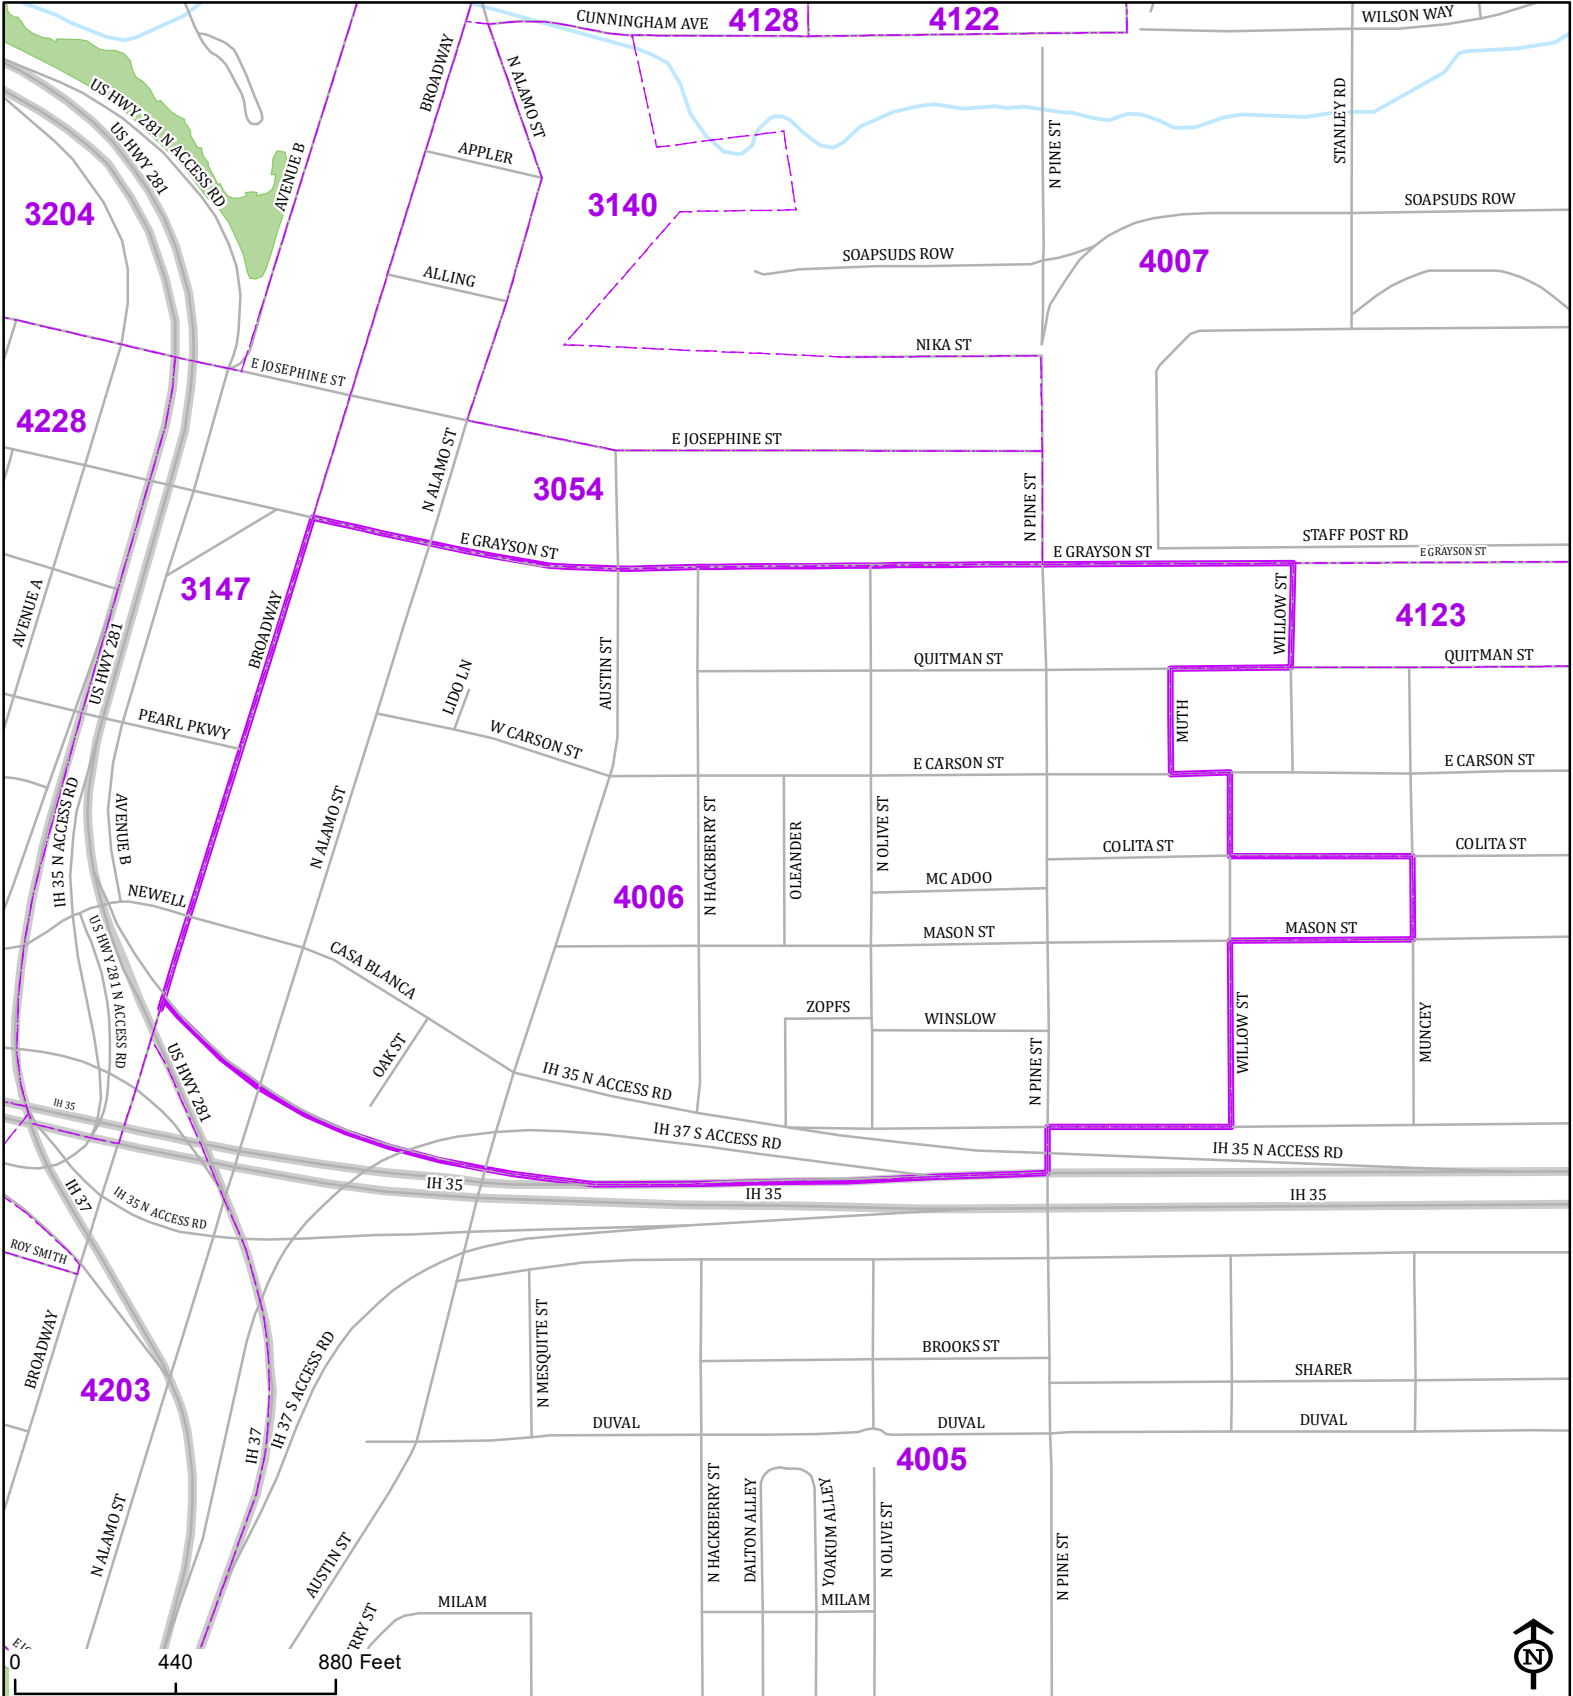 CUNNINGHAM AVE
4128
4122
WILSON WAY
BROADWAY
N ALAMO ST
US HWY 281 N ACCESS RD
US HWY 281
AVENUE B
APPLER
N PINE ST
STANLEY RD
3204
3140
SOAPSUDS ROW
SOAPSUDS ROW
4007
ALLING
NIKA ST
E JOSEPHINE ST
4228
E JOSEPHINE ST
N ALAMO ST
3054
N PINE ST
E GRAYSON ST
E GRAYSON ST
STAFF POST RD
E GRAYSON ST
3147
AVENUE A
BROADWAY
WILLOW ST
4123
US HWY 281
AUSTIN ST
QUITMAN ST
QUITMAN ST
LIDO LN
PEARL PKWY
W CARSON ST
MUTH
E CARSON ST
E CARSON ST
IH 35 N ACCESS RD
AVENUE B
N ALAMO ST
N HACKBERRY ST
OLEANDER
N OLIVE ST
COLITA ST
COLITA ST
MC ADOO
NEWELL
4006
MASON ST
MASON ST
US HWY 281 N ACCESS RD
CASA BLANCA
ZOPFS
WINSLOW
WILLOW ST
MUNCEY
OAK ST
US HWY 281
IH 35 N ACCESS RD
N PINE ST
IH 35
IH 37 S ACCESS RD
IH 35 N ACCESS RD
IH 35
IH 35
IH 35
IH 37
IH 35 N ACCESS RD
ROY SMITH
BROADWAY
N MESQUITE ST
BROOKS ST
SHARER
4203
IH 37 S ACCESS RD
IH 37
DUVAL
DUVAL
DUVAL
4005
N ALAMO ST
AUSTIN ST
N HACKBERRY ST
DALTON ALLEY
YOAKUM ALLEY
N OLIVE ST
N PINE ST
MILAM
MILAM
RRY ST
0
440
880 Feet
N